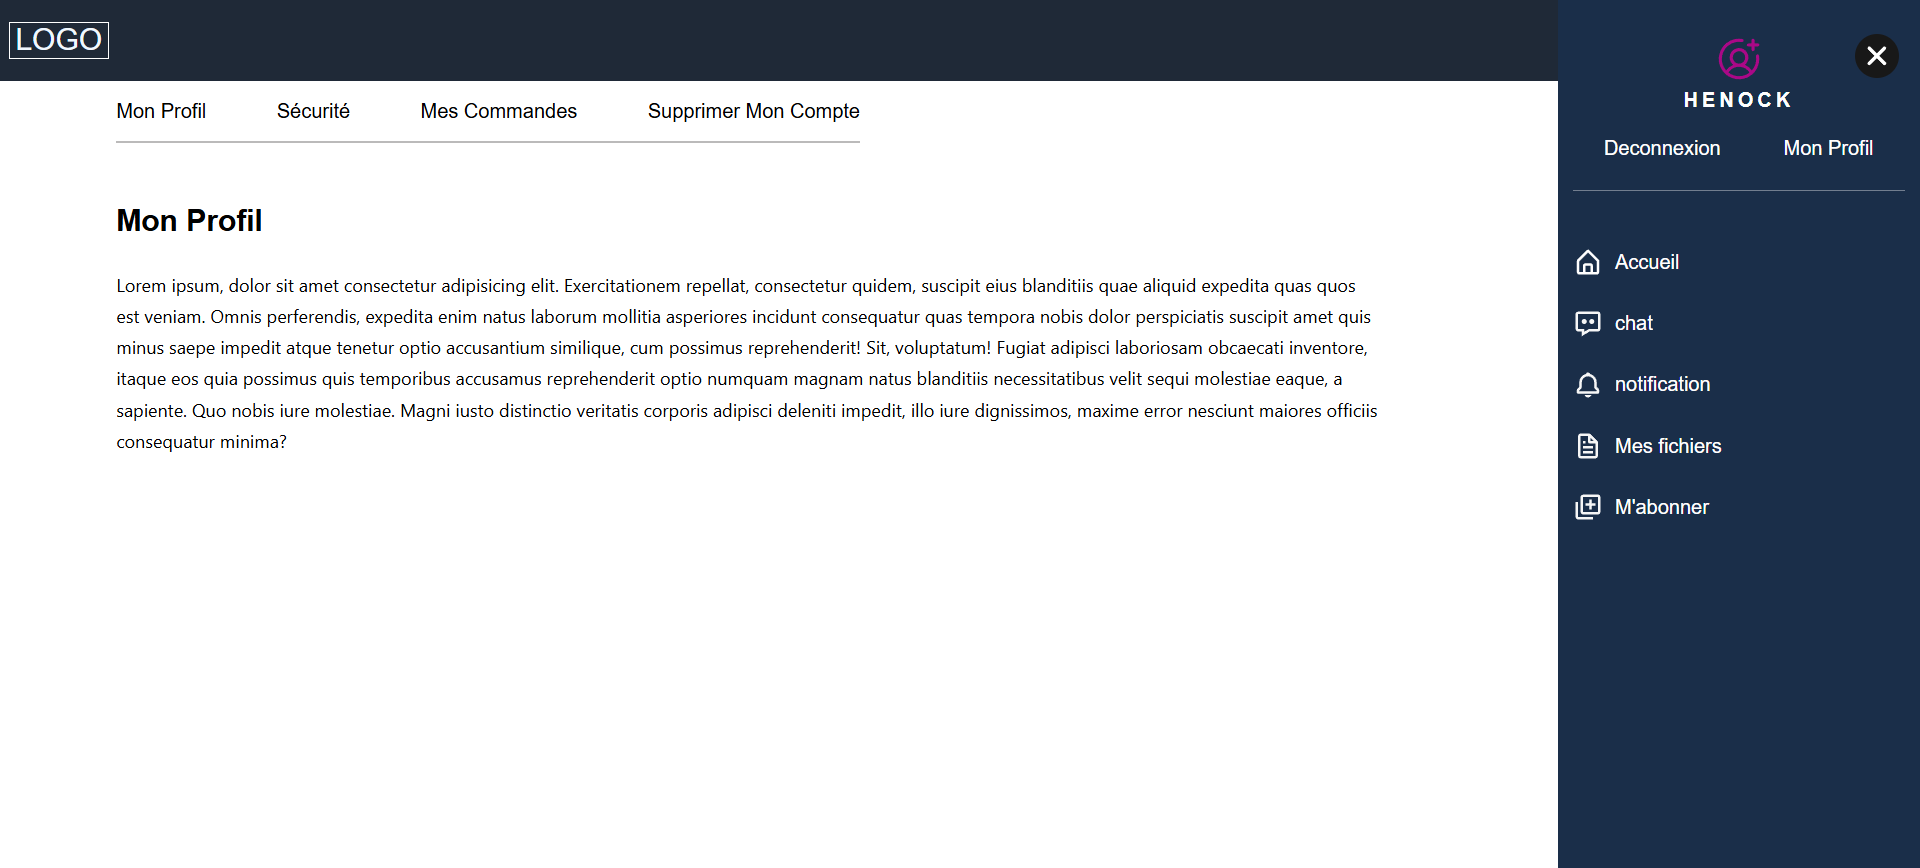 LOGO
Mon Profil Sécurité Mes Commandes Supprimer Mon Compte
Mon Profil
Lorem ipsum, dolor sit amet consectetur adipisicing elit. Exercitationem repellat, consectetur quidem, suscipit eius blanditiis quae aliquid expedita quas quos
est veniam. Omnis perferendis, expedita enim natus laborum mollitia asperiores incidunt consequatur quas tempora nobis dolor perspiciatis suscipit amet quis
minus saepe impedit atque tenetur optio accusantium similique, cum possimus reprehenderit! Sit, voluptatum! Fugiat adipisci laboriosam obcaecati inventore,
itaque eos quia possimus quis temporibus accusamus reprehenderit optio numquam magnam natus blanditiis necessitatibus velit sequi molestiae eaque, a
sapiente. Quo nobis iure molestiae. Magni iusto distinctio veritatis corporis adipisci deleniti impedit, illo iure dignissimos, maxime error nesciunt maiores officiis
consequatur minima?
HENOCK
Deconnexion Mon Profil
Accueil
chat
notification
Mes fichiers
M'abonner